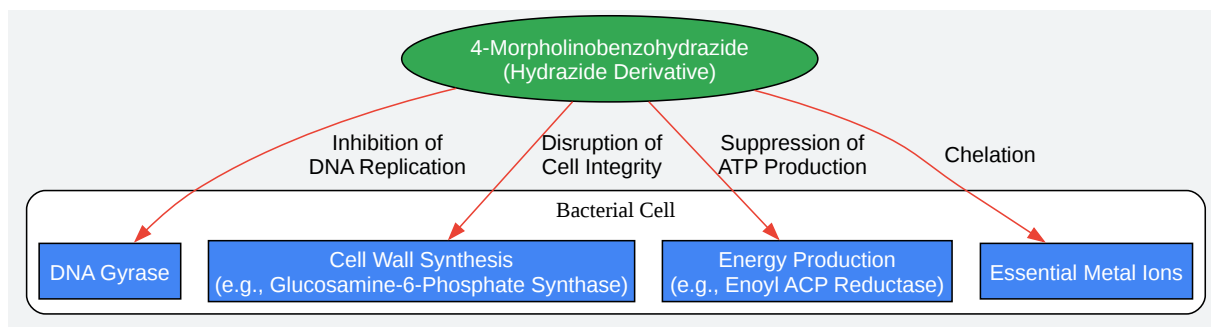 4-Morpholinobenzohydrazide
(Hydrazide Derivative)
Inhibition of
DNA Replication
Disruption of
Cell Integrity
Suppression of
ATP Production
Chelation
Bacterial Cell
DNA Gyrase
Cell Wall Synthesis
(e.g., Glucosamine-6-Phosphate Synthase)
Energy Production
(e.g., Enoyl ACP Reductase)
Essential Metal Ions